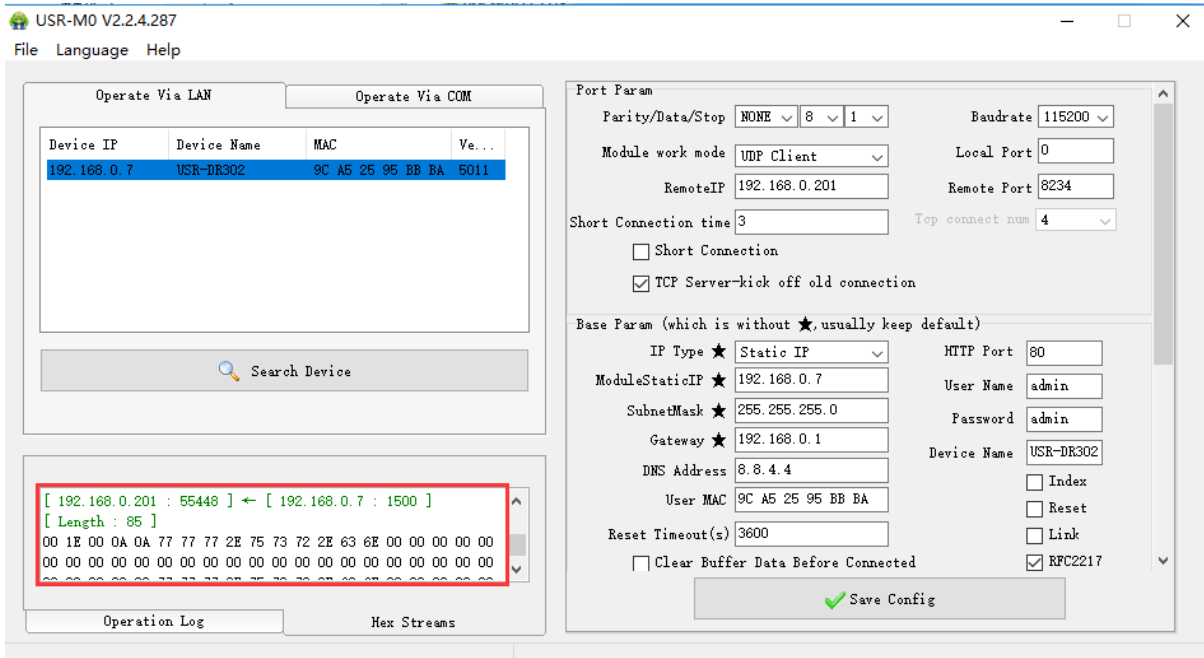 USR-M0 V2.2.4.287
File Language Help
Operate Via LAN Operate Via COM
Device IP Device Name MAC Ve...
192.168.0.7 USR-DR302 9C A5 25 95 BB BA 5011
Search Device
[ 192.168.0.201 : 55448 ] ← [ 192.168.0.7 : 1500 ]
[ Length : 85 ]
00 1E 00 0A 0A 77 77 77 2E 75 73 72 2E 63 6E 00 00 00 00 00
00 00 00 00 00 00 00 00 00 00 00 00 00 00 00 00 00 00 00 00
Operation Log Hex Streams
Port Param
Parity/Data/Stop NONE 8 1 Baudrate 115200
Module work mode UDP Client Local Port 0
RemoteIP 192.168.0.201 Remote Port 8234
Short Connection time 3 Tcp connect num 4
Short Connection
TCP Server-kick off old connection
Base Param (which is without ★,usually keep default)
IP Type ★ Static IP HTTP Port 80
ModuleStaticIP ★ 192.168.0.7 User Name admin
SubnetMask ★ 255.255.255.0 Password admin
Gateway ★ 192.168.0.1 Device Name USR-DR302
DNS Address 8.8.4.4 Index
User MAC 9C A5 25 95 BB BA Reset
Reset Timeout(s) 3600 Link
Clear Buffer Data Before Connected RFC2217
Save Config